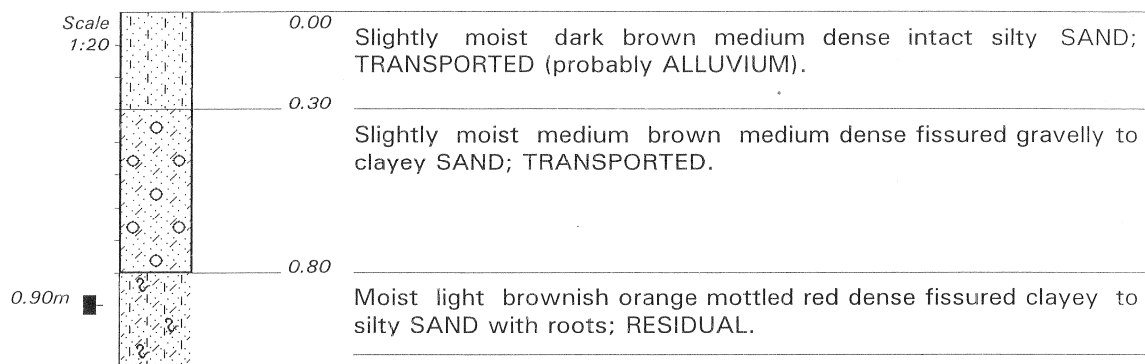 Scale
1:20
0.00
Slightly moist dark brown medium dense intact silty SAND;
TRANSPORTED (probably ALLUVIUM).
0.30
Slightly moist medium brown medium dense fissured gravelly to
clayey SAND; TRANSPORTED.
0.80
0.90m
Moist light brownish orange mottled red dense fissured clayey to
silty SAND with roots; RESIDUAL.